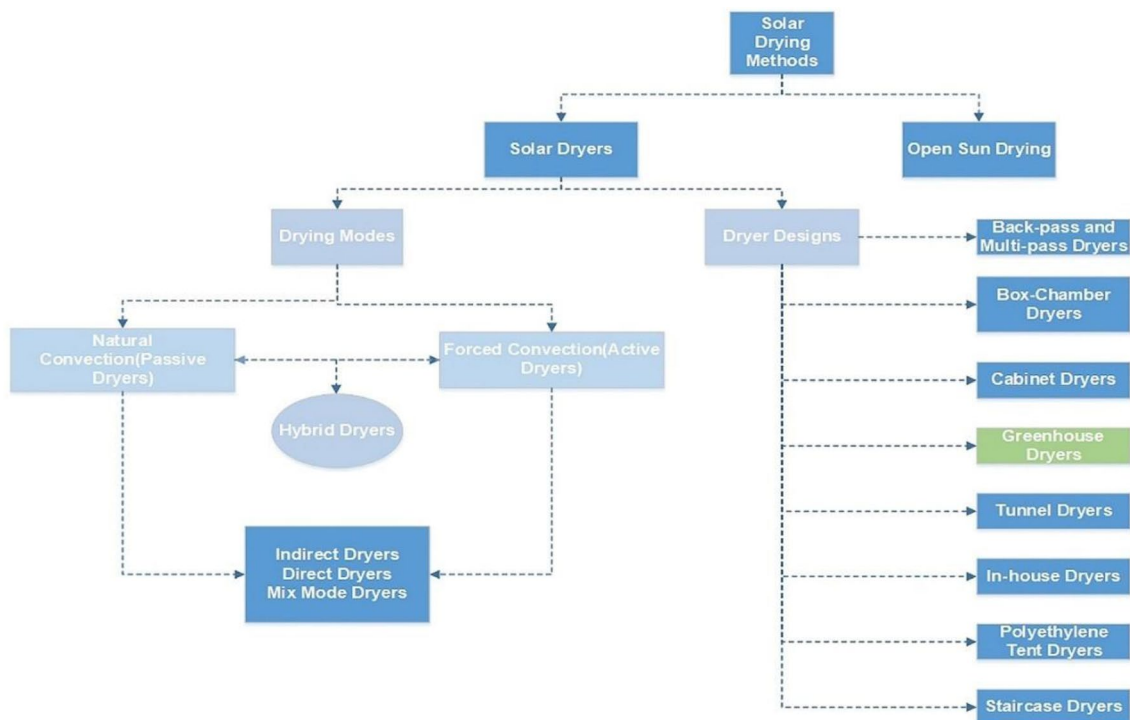 Solar
Drying
Methods
Solar Dryers
Open Sun Drying
Drying Modes
Dryer Designs
Back-pass and
Multi-pass Dryers
Box-Chamber
Dryers
Natural
Convection(Passive
Dryers)
Forced Convection(Active
Dryers)
Cabinet Dryers
Hybrid Dryers
Greenhouse
Dryers
Tunnel Dryers
Indirect Dryers
Direct Dryers
Mix Mode Dryers
In-house Dryers
Polyethylene
Tent Dryers
Staircase Dryers